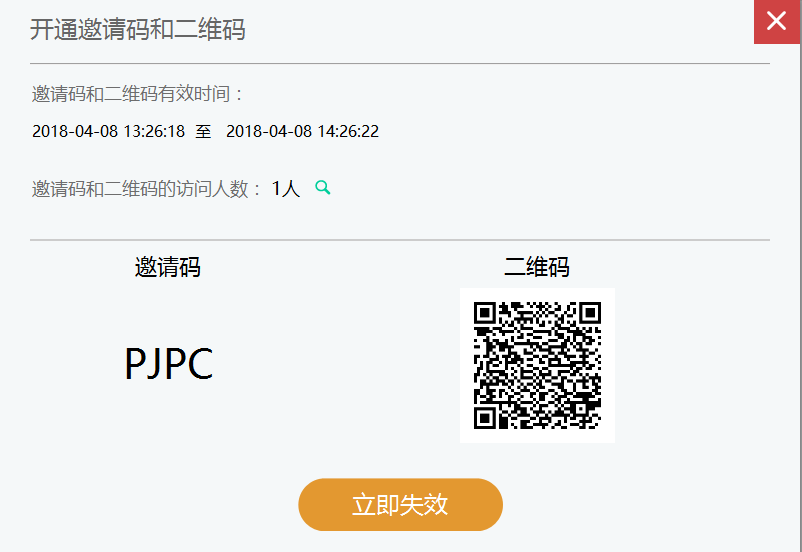 开通邀请码和二维码
邀请码和二维码有效时间：
2018-04-08 13:26:18 至 2018-04-08 14:26:22
邀请码和二维码的访问人数：1人
邀请码
二维码
PJPC
立即失效